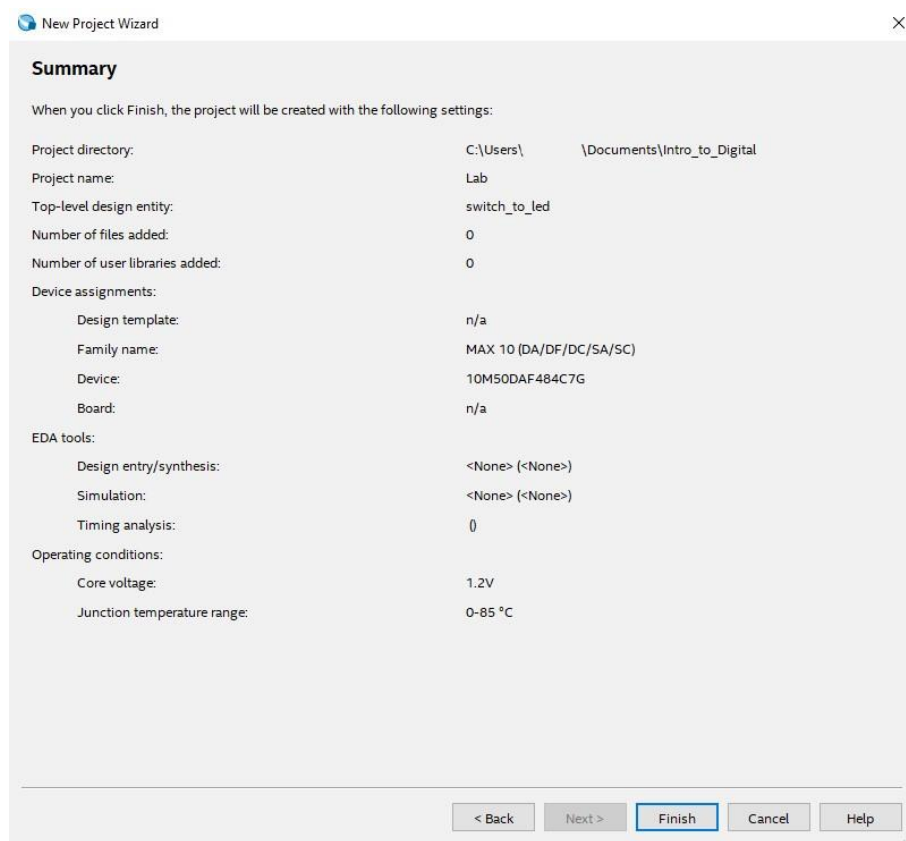 New Project Wizard
Summary
When you click Finish, the project will be created with the following settings:
Project directory: C:\Users\ \Documents\Intro_to_Digital
Project name: Lab
Top-level design entity: switch_to_led
Number of files added: 0
Number of user libraries added: 0
Device assignments:
Design template: n/a
Family name: MAX 10 (DA/DF/DC/SA/SC)
Device: 10M50DAF484C7G
Board: n/a
EDA tools:
Design entry/synthesis: <None> (<None>)
Simulation: <None> (<None>)
Timing analysis: ()
Operating conditions:
Core voltage: 1.2V
Junction temperature range: 0-85 °C
< Back Next > Finish Cancel Help